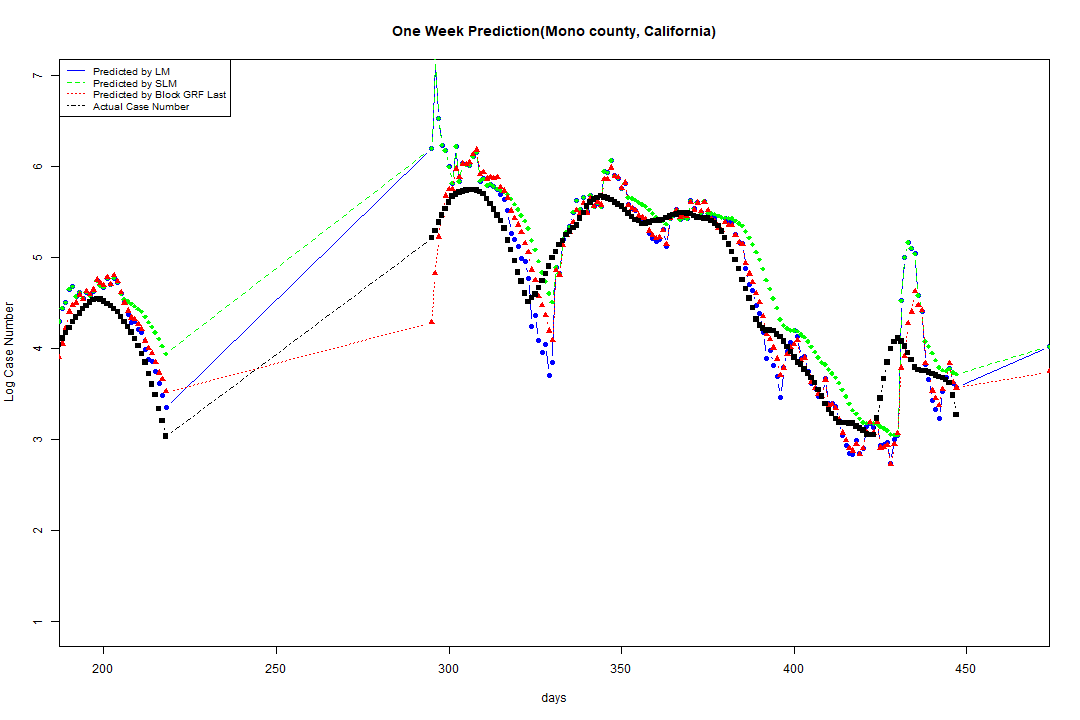 One Week Prediction(Mono county, California)
Predicted by LM
Predicted by SLM
Predicted by Block GRF Last
Actual Case Number
7
6
5
4
3
2
1
Log Case Number
200 250 300 350 400 450
days